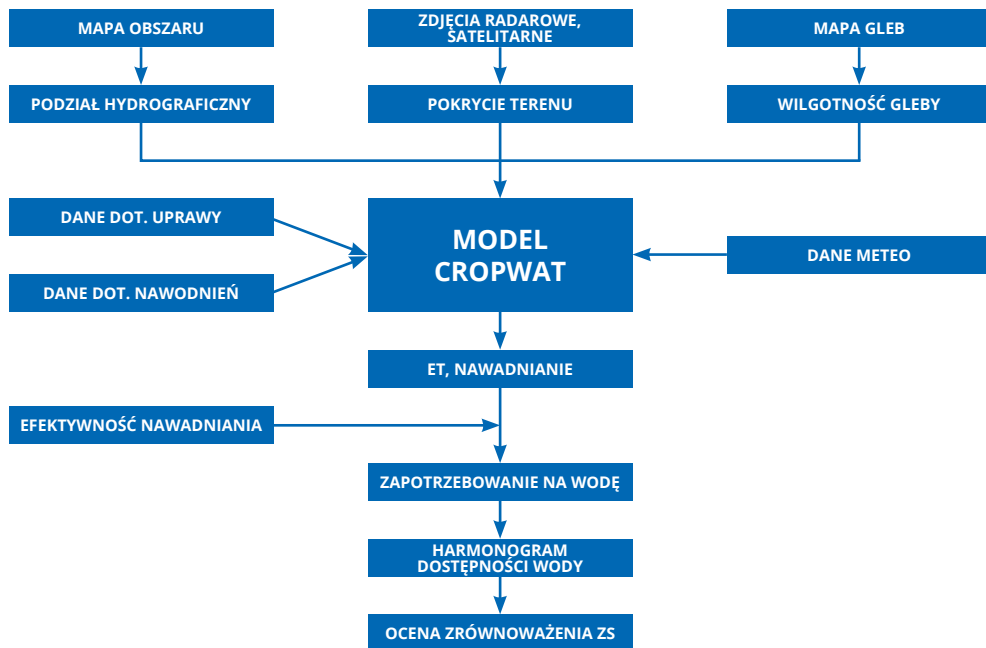 MAPA OBSZARU
ZDJĘCIA RADAROWE,
SATELITARNE
MAPA GLEB
PODZIAŁ HYDROGRAFICZNY
POKRYCIE TERENU
WILGOTNOŚĆ GLEBY
DANE DOT. UPRAWY
MODEL
CROPWAT
DANE METEO
DANE DOT. NAWODNIEŃ
ET, NAWADNIANIE
EFEKTYWNOŚĆ NAWADNIANIA
ZAPOTRZEBOWANIE NA WODĘ
HARMONOGRAM
DOSTĘPNOŚCI WODY
OCENA ZRÓWNOWAŻENIA ZS